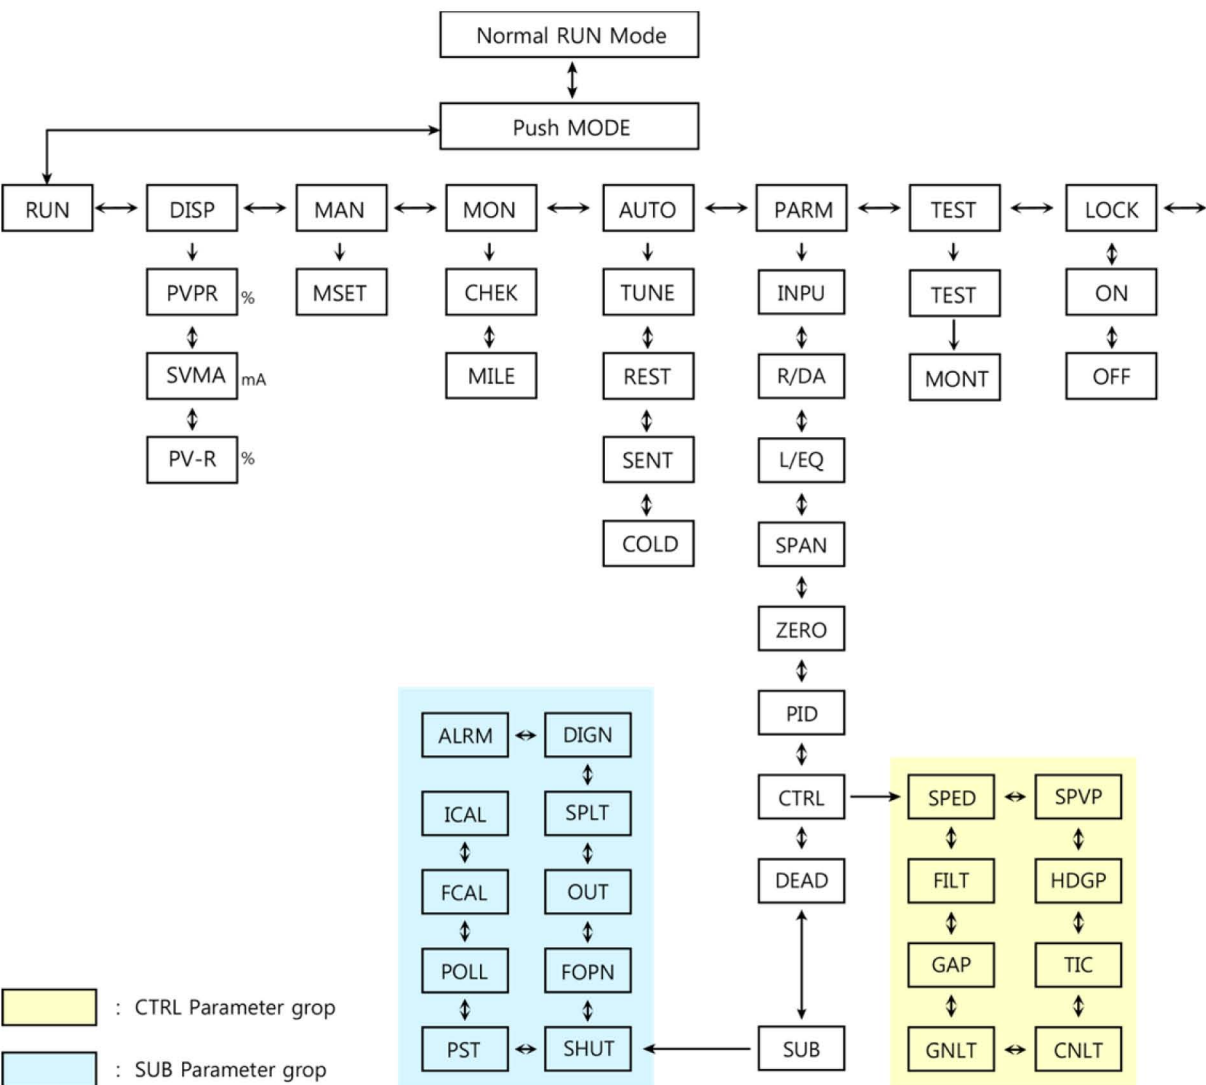 Normal RUN Mode
Push MODE
RUN DISP MAN MON AUTO PARM TEST LOCK
PVPR % MSET CHEK TUNE INPU TEST ON
SVMA mA MILE REST R/DA MONT OFF
PV-R % SENT L/EQ
COLD SPAN
ZERO
PID
ALRM DIGN
CTRL SPED SPVP
ICAL SPLT
DEAD FILT HDGP
FCAL OUT
POLL FOPN GAP TIC
: CTRL Parameter grop
PST SHUT SUB GNLT CNLT
: SUB Parameter grop